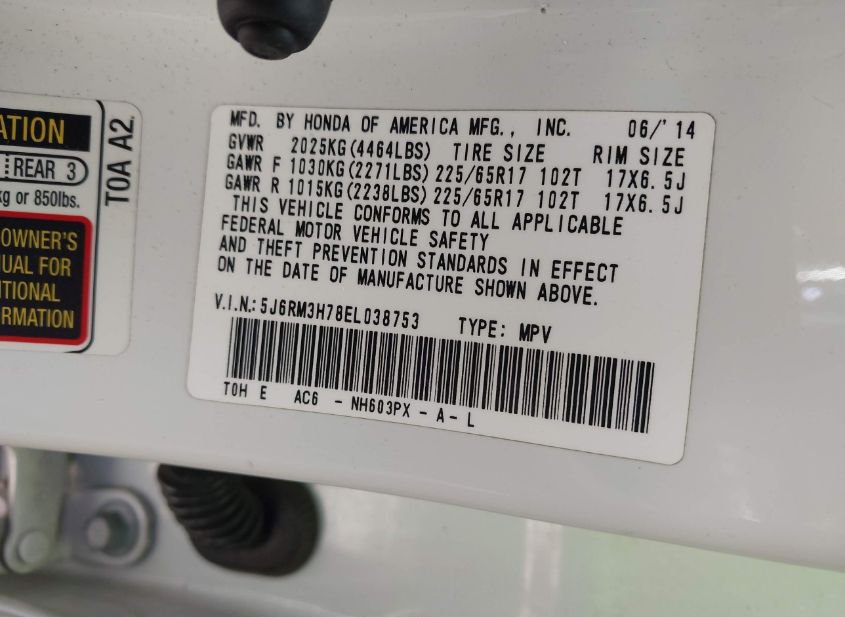 ATION
REAR 3
kg or 850lbs.
OWNER'S
UAL FOR
ITIONAL
RMATION
T0A A2.
MFD. BY HONDA OF AMERICA MFG., INC. 06/'14
GVWR 2025KG(4464LBS) TIRE SIZE RIM SIZE
GAWR F 1030KG(2271LBS) 225/65R17 102T 17X6.5J
GAWR R 1015KG(2238LBS) 225/65R17 102T 17X6.5J
THIS VEHICLE CONFORMS TO ALL APPLICABLE
FEDERAL MOTOR VEHICLE SAFETY
AND THEFT PREVENTION STANDARDS IN EFFECT
ON THE DATE OF MANUFACTURE SHOWN ABOVE.
V.I.N.: 5J6RM3H78EL038753 TYPE: MPV
T0H E AC6 - NH603PX - A - L